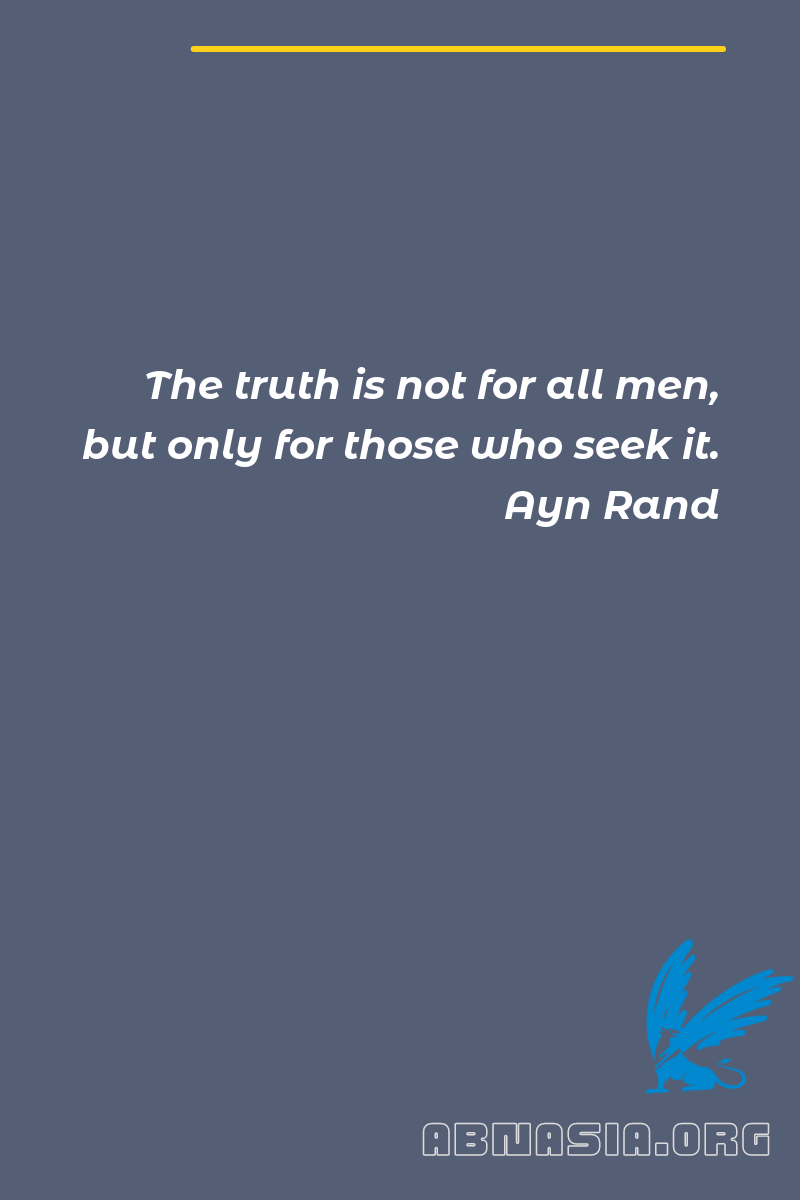 The truth is not for all men,
but only for those who seek it.
Ayn Rand
ABNASIA.ORG